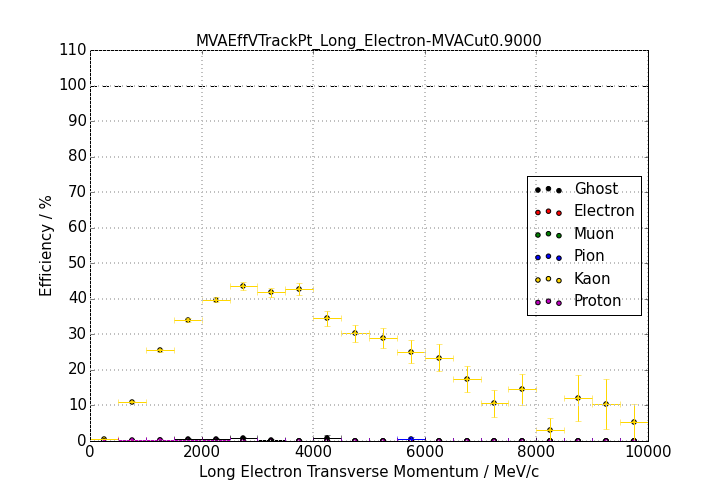 MVAEffVTrackPt_Long_Electron-MVACut0.9000
110
100
90
80
70
60
50
40
30
20
10
0
Efficiency / %
Ghost
Electron
Muon
Pion
Kaon
Proton
0 2000 4000 6000 8000 10000
Long Electron Transverse Momentum / MeV/c